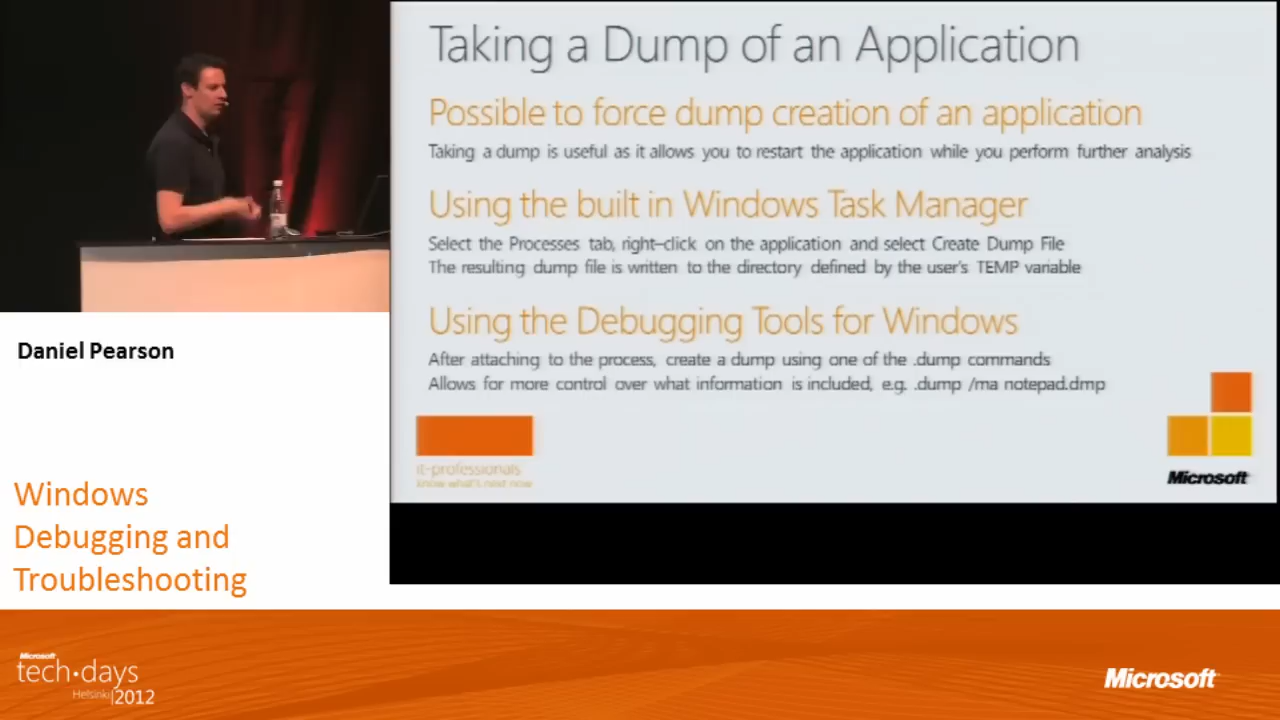 Taking a Dump of an Application
Possible to force dump creation of an application
Taking a dump is useful as it allows you to restart the application while you perform further analysis
Using the built in Windows Task Manager
Select the Processes tab, right-click on the application and select Create Dump File
The resulting dump file is written to the directory defined by the user's TEMP variable
Using the Debugging Tools for Windows
After attaching to the process, create a dump using one of the .dump commands
Allows for more control over what information is included, e.g. .dump /ma notepad.dmp
it-professionals
know what's next now
Microsoft
Daniel Pearson
Windows
Debugging and
Troubleshooting
Microsoft
tech·days
Helsinki|2012
Microsoft